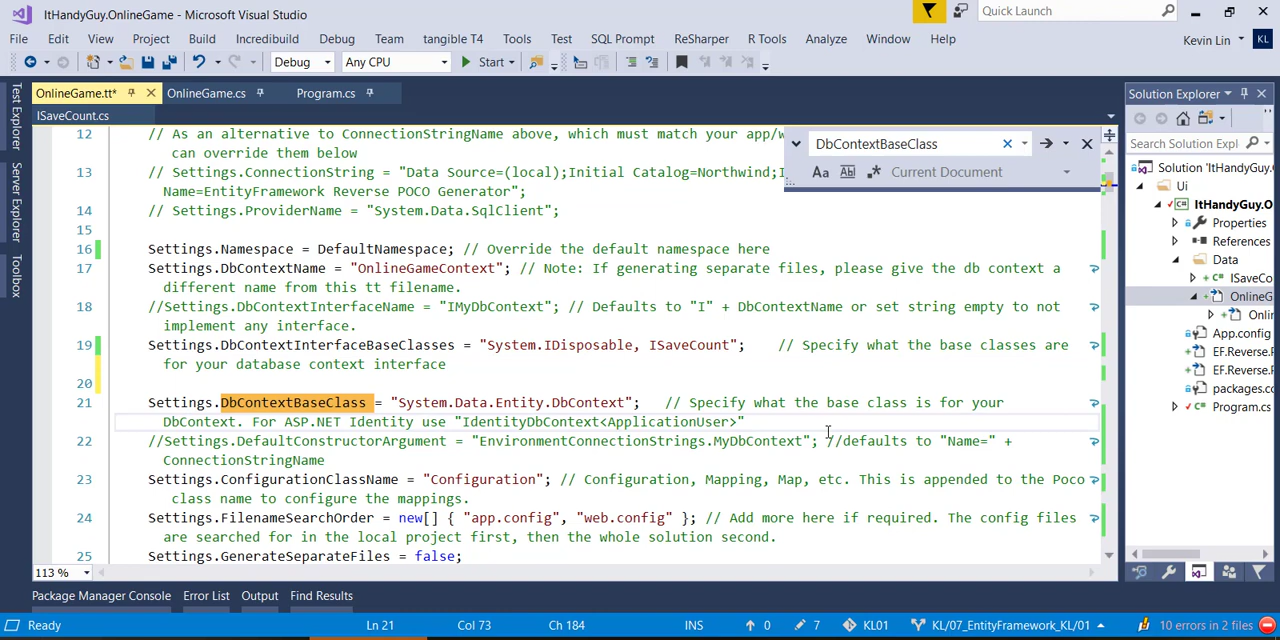 ItHandyGuy.OnlineGame - Microsoft Visual Studio
Quick Launch
File Edit View Project Build Incredibuild Debug Team tangible T4 Tools Test SQL Prompt ReSharper R Tools Analyze Window Help
Kevin Lin KL
Debug Any CPU Start
OnlineGame.tt* OnlineGame.cs Program.cs
ISaveCount.cs
Test Explorer
Server Explorer
Toolbox
DbContextBaseClass
Aa Ab .* Current Document
12 // As an alternative to ConnectionStringName above, which must match your app/w
can override them below
13 // Settings.ConnectionString = "Data Source=(local);Initial Catalog=Northwind;I
Name=EntityFramework Reverse POCO Generator";
14 // Settings.ProviderName = "System.Data.SqlClient";
15
16 Settings.Namespace = DefaultNamespace; // Override the default namespace here
17 Settings.DbContextName = "OnlineGameContext"; // Note: If generating separate files, please give the db context a
different name from this tt filename.
18 //Settings.DbContextInterfaceName = "IMyDbContext"; // Defaults to "I" + DbContextName or set string empty to not
implement any interface.
19 Settings.DbContextInterfaceBaseClasses = "System.IDisposable, ISaveCount"; // Specify what the base classes are
for your database context interface
20
21 Settings.DbContextBaseClass = "System.Data.Entity.DbContext"; // Specify what the base class is for your
DbContext. For ASP.NET Identity use "IdentityDbContext<ApplicationUser>"
22 //Settings.DefaultConstructorArgument = "EnvironmentConnectionStrings.MyDbContext"; //defaults to "Name=" +
ConnectionStringName
23 Settings.ConfigurationClassName = "Configuration"; // Configuration, Mapping, Map, etc. This is appended to the Poco
class name to configure the mappings.
24 Settings.FilenameSearchOrder = new[] { "app.config", "web.config" }; // Add more here if required. The config files
are searched for in the local project first, then the whole solution second.
25 Settings.GenerateSeparateFiles = false;
113 %
Solution Explorer
Search Solution Expl
Solution 'ItHandyGuy.
Ui
ItHandyGuy.O
Properties
References
Data
ISaveCo
OnlineG
Onli
App.config
EF.Reverse.P
EF.Reverse.P
packages.c
Program.cs
Package Manager Console Error List Output Find Results
Ready Ln 21 Col 73 Ch 184 INS 0 7 KL01 KL/07_EntityFramework_KL/01 10 errors in 2 files